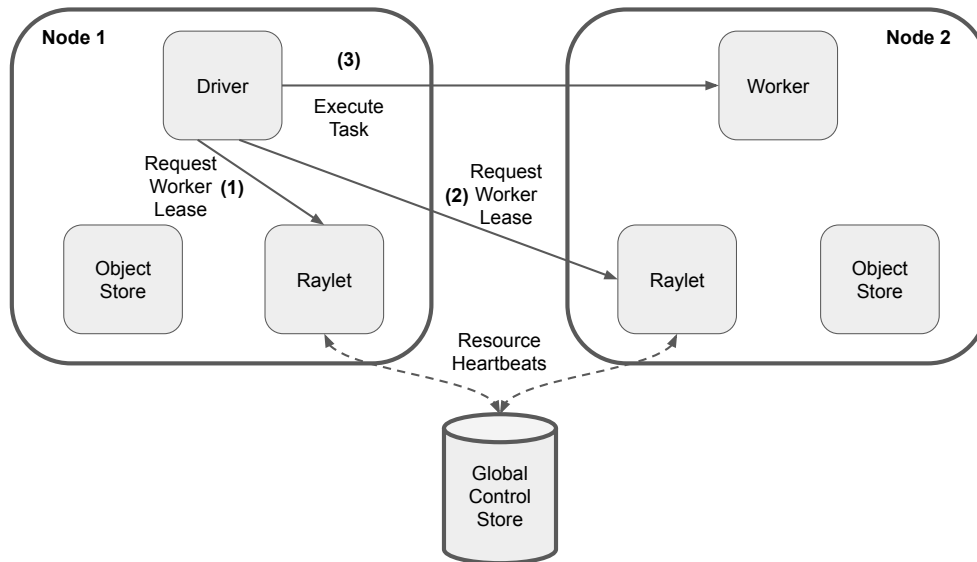 Node 1
Node 2
(3)
Driver
Worker
Execute
Task
Request
Worker
Lease
(1)
Request
(2)
Worker
Lease
Object
Store
Raylet
Raylet
Object
Store
Resource
Heartbeats
Global
Control
Store